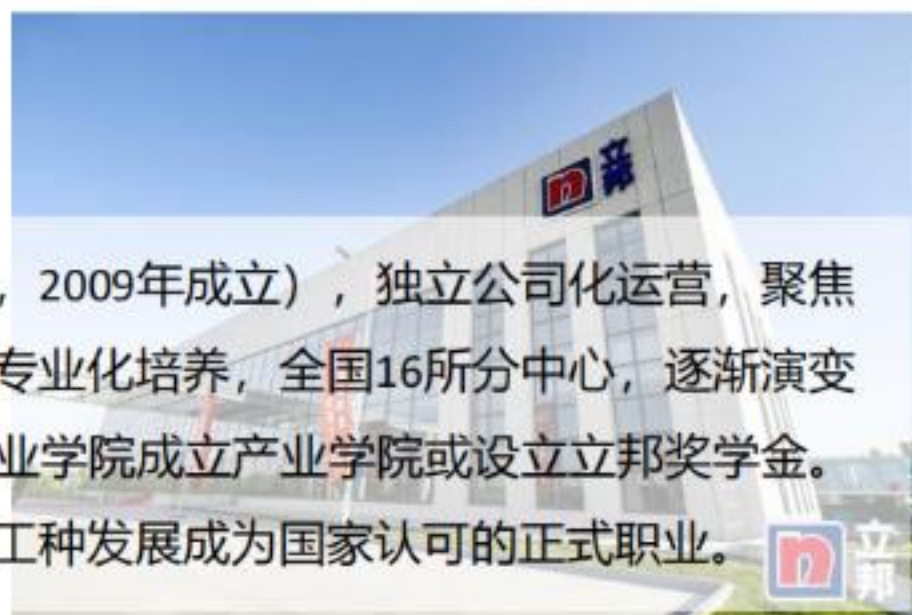 n 立邦
，2009年成立），独立公司化运营，聚焦
专业化培养，全国16所分中心，逐渐演变
业学院成立产业学院或设立立邦奖学金。
工种发展成为国家认可的正式职业。
n 立邦